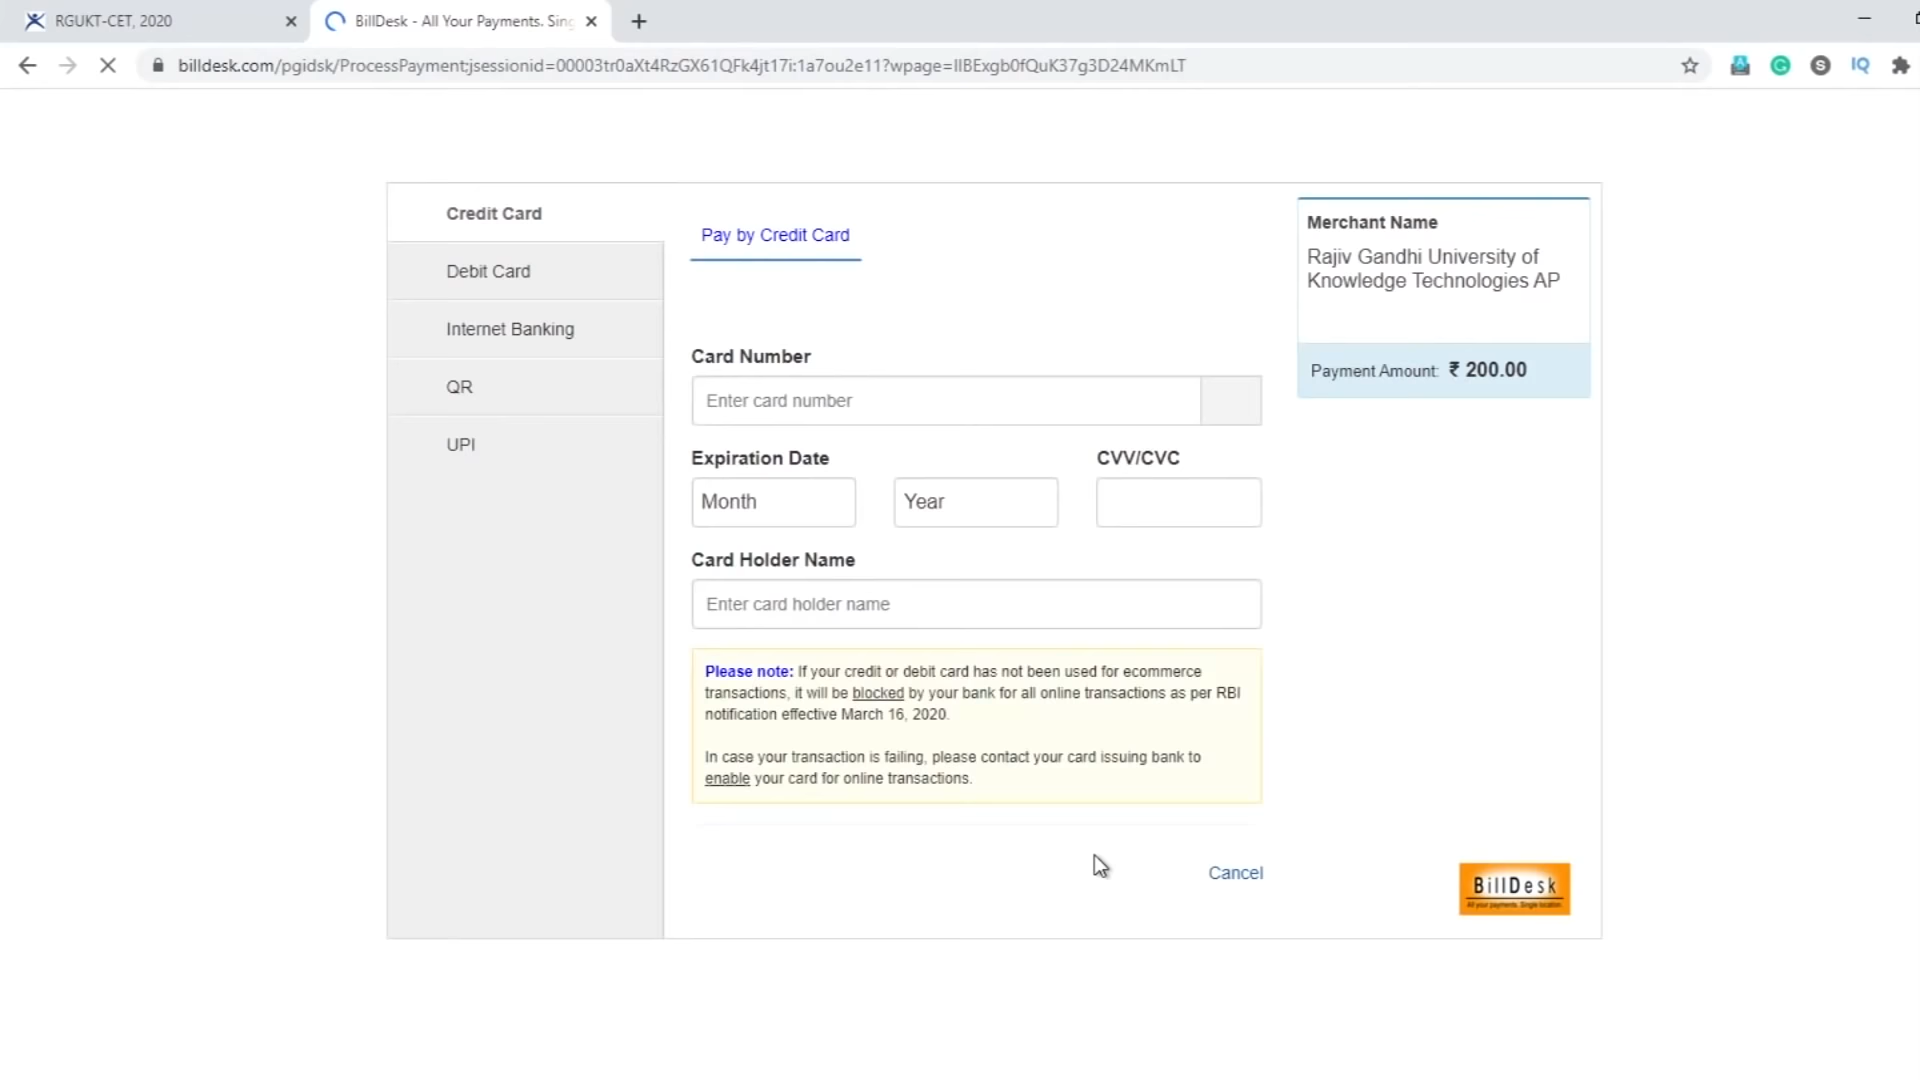 RGUKT-CET, 2020
BillDesk - All Your Payments. Sing
billdesk.com/pgidsk/ProcessPayment;jsessionid=00003tr0aXt4RzGX61QFk4jt17i:1a7ou2e11?wpage=IIBExgb0fQuK37g3D24MKmLT
IQ
Credit Card
Debit Card
Internet Banking
QR
UPI
Pay by Credit Card
Card Number
Enter card number
Expiration Date
CVV/CVC
Month
Year
Card Holder Name
Enter card holder name
Please note: If your credit or debit card has not been used for ecommerce
transactions, it will be blocked by your bank for all online transactions as per RBI
notification effective March 16, 2020.
In case your transaction is failing, please contact your card issuing bank to
enable your card for online transactions.
Cancel
Merchant Name
Rajiv Gandhi University of
Knowledge Technologies AP
Payment Amount: ₹ 200.00
BillDesk
All your payments. Single location.